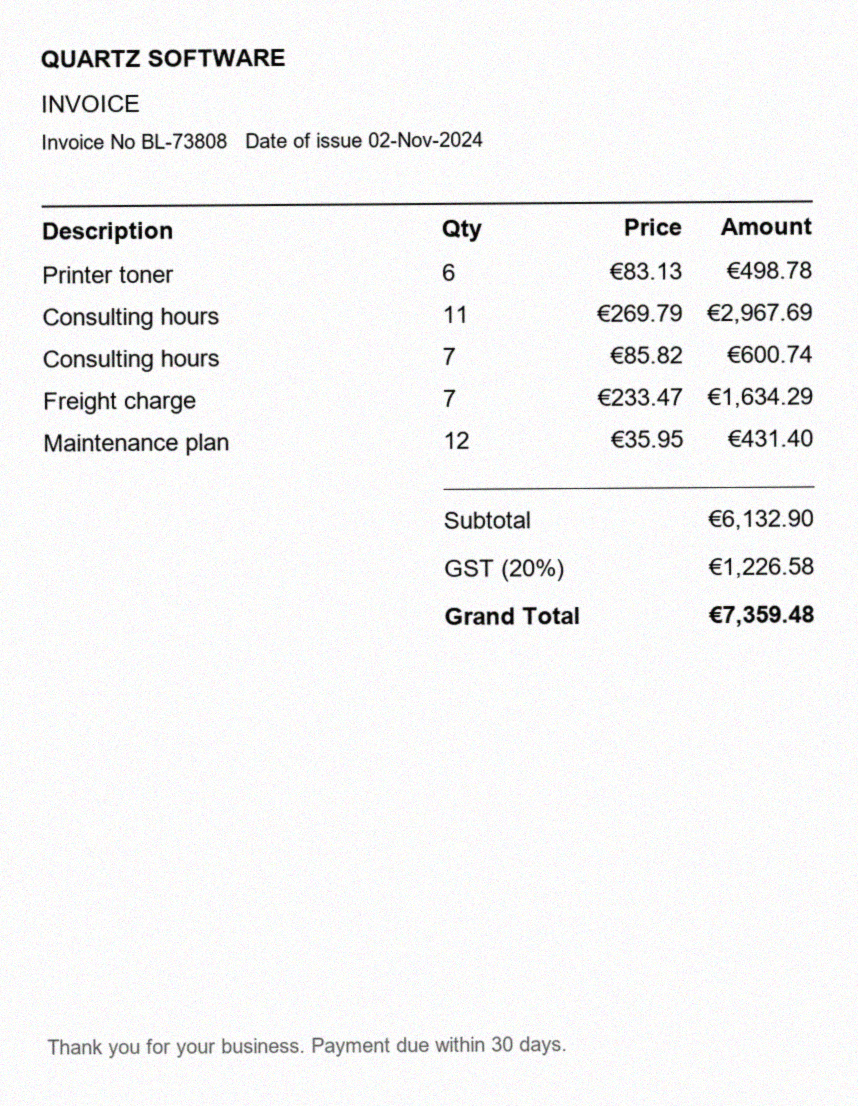 QUARTZ SOFTWARE
INVOICE
Invoice No BL-73808 Date of issue 02-Nov-2024
Description Qty Price Amount
Printer toner 6 €83.13 €498.78
Consulting hours 11 €269.79 €2,967.69
Consulting hours 7 €85.82 €600.74
Freight charge 7 €233.47 €1,634.29
Maintenance plan 12 €35.95 €431.40
Subtotal €6,132.90
GST (20%) €1,226.58
Grand Total €7,359.48
Thank you for your business. Payment due within 30 days.